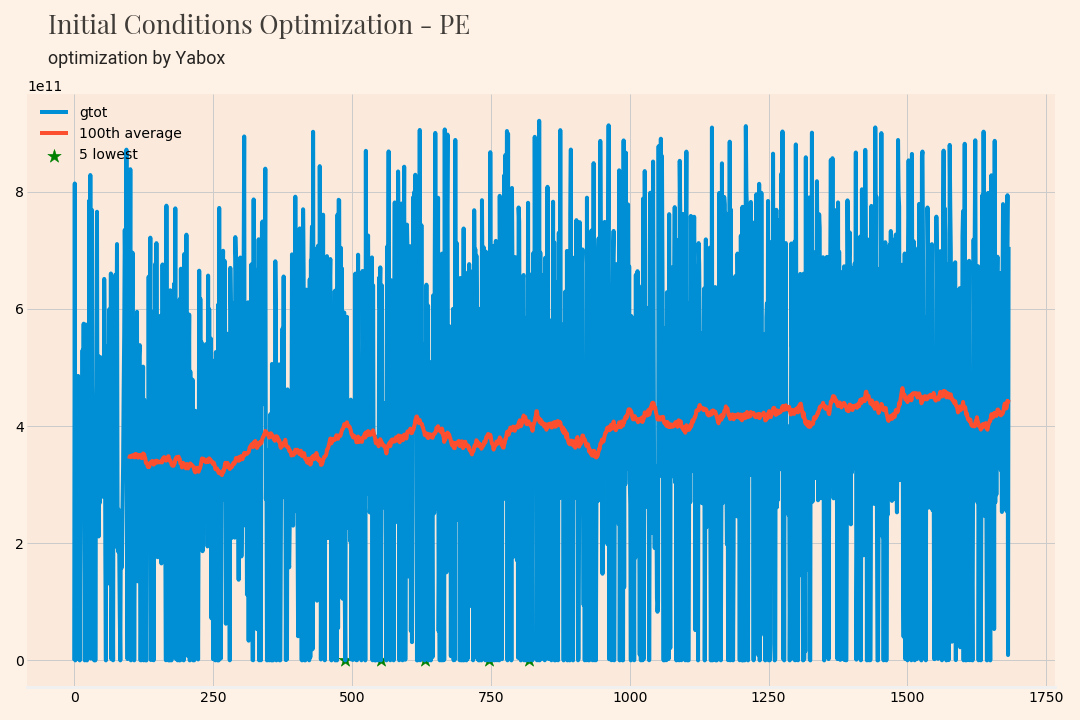 Initial Conditions Optimization - PE
optimization by Yabox
1e11
gtot
100th average
5 lowest
8
6
4
2
0
0 250 500 750 1000 1250 1500 1750